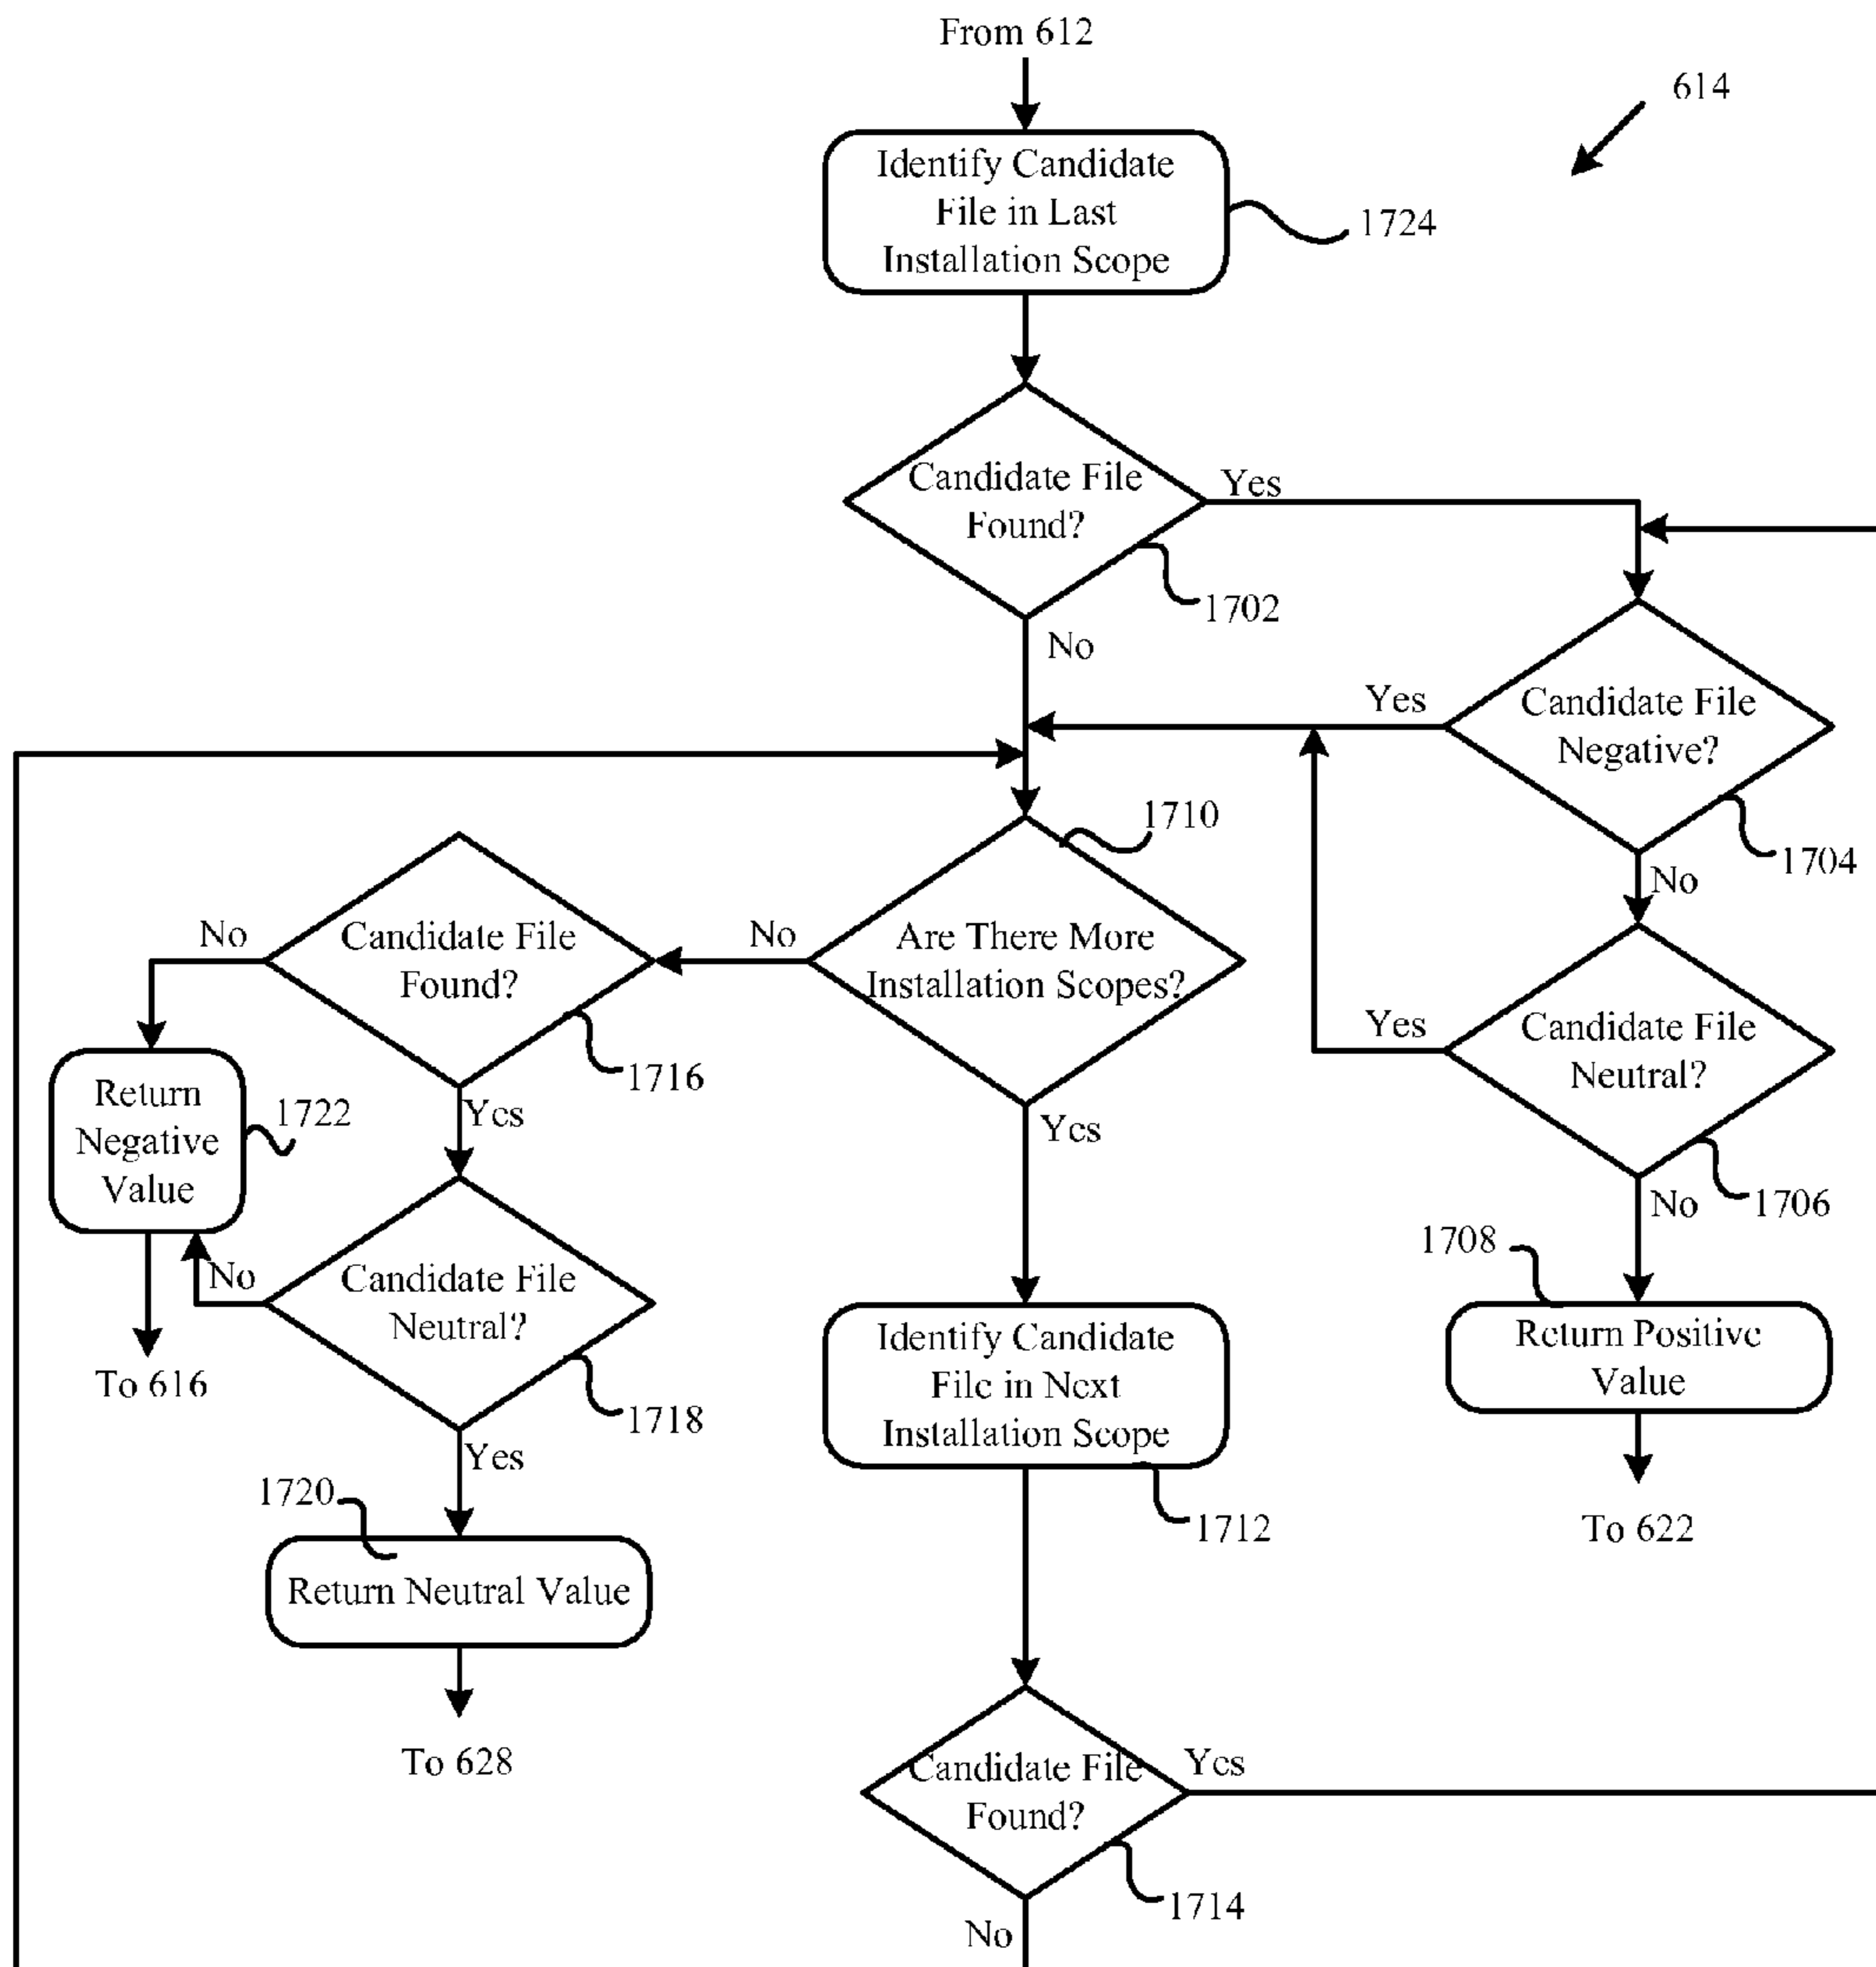 From 612
614
Identify Candidate
File in Last
Installation Scope
1724
Candidate File
Found?
Yes
1702
No
Candidate File
Negative?
Yes
1704
No
1710
Are There More
Installation Scopes?
No
Candidate File
Found?
No
1716
Yes
Candidate File
Neutral?
Yes
1706
No
Return
Negative
Value
1722
To 616
Yes
Candidate File
Neutral?
No
1718
Yes
1720
Return Neutral Value
To 628
Identify Candidate
File in Next
Installation Scope
1712
1708
Return Positive
Value
To 622
Candidate File
Found?
Yes
1714
No